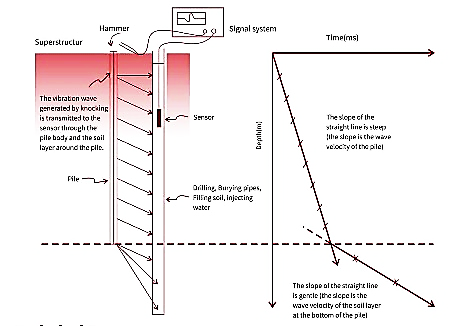 Hammer
Signal system
Superstructur
Time(ms)
The vibration wave
generated by knocking
is transmitted to the
sensor through the
pile body and the soil
layer around the pile.
Sensor
Depth(m)
The slope of the
straight line is steep
(the slope is the wave
velocity of the pile)
Pile
Drilling, Burying pipes,
Filling soil, injecting
water
The slope of the straight line
is gentle (the slope is the
wave velocity of the soil layer
at the bottom of the pile)